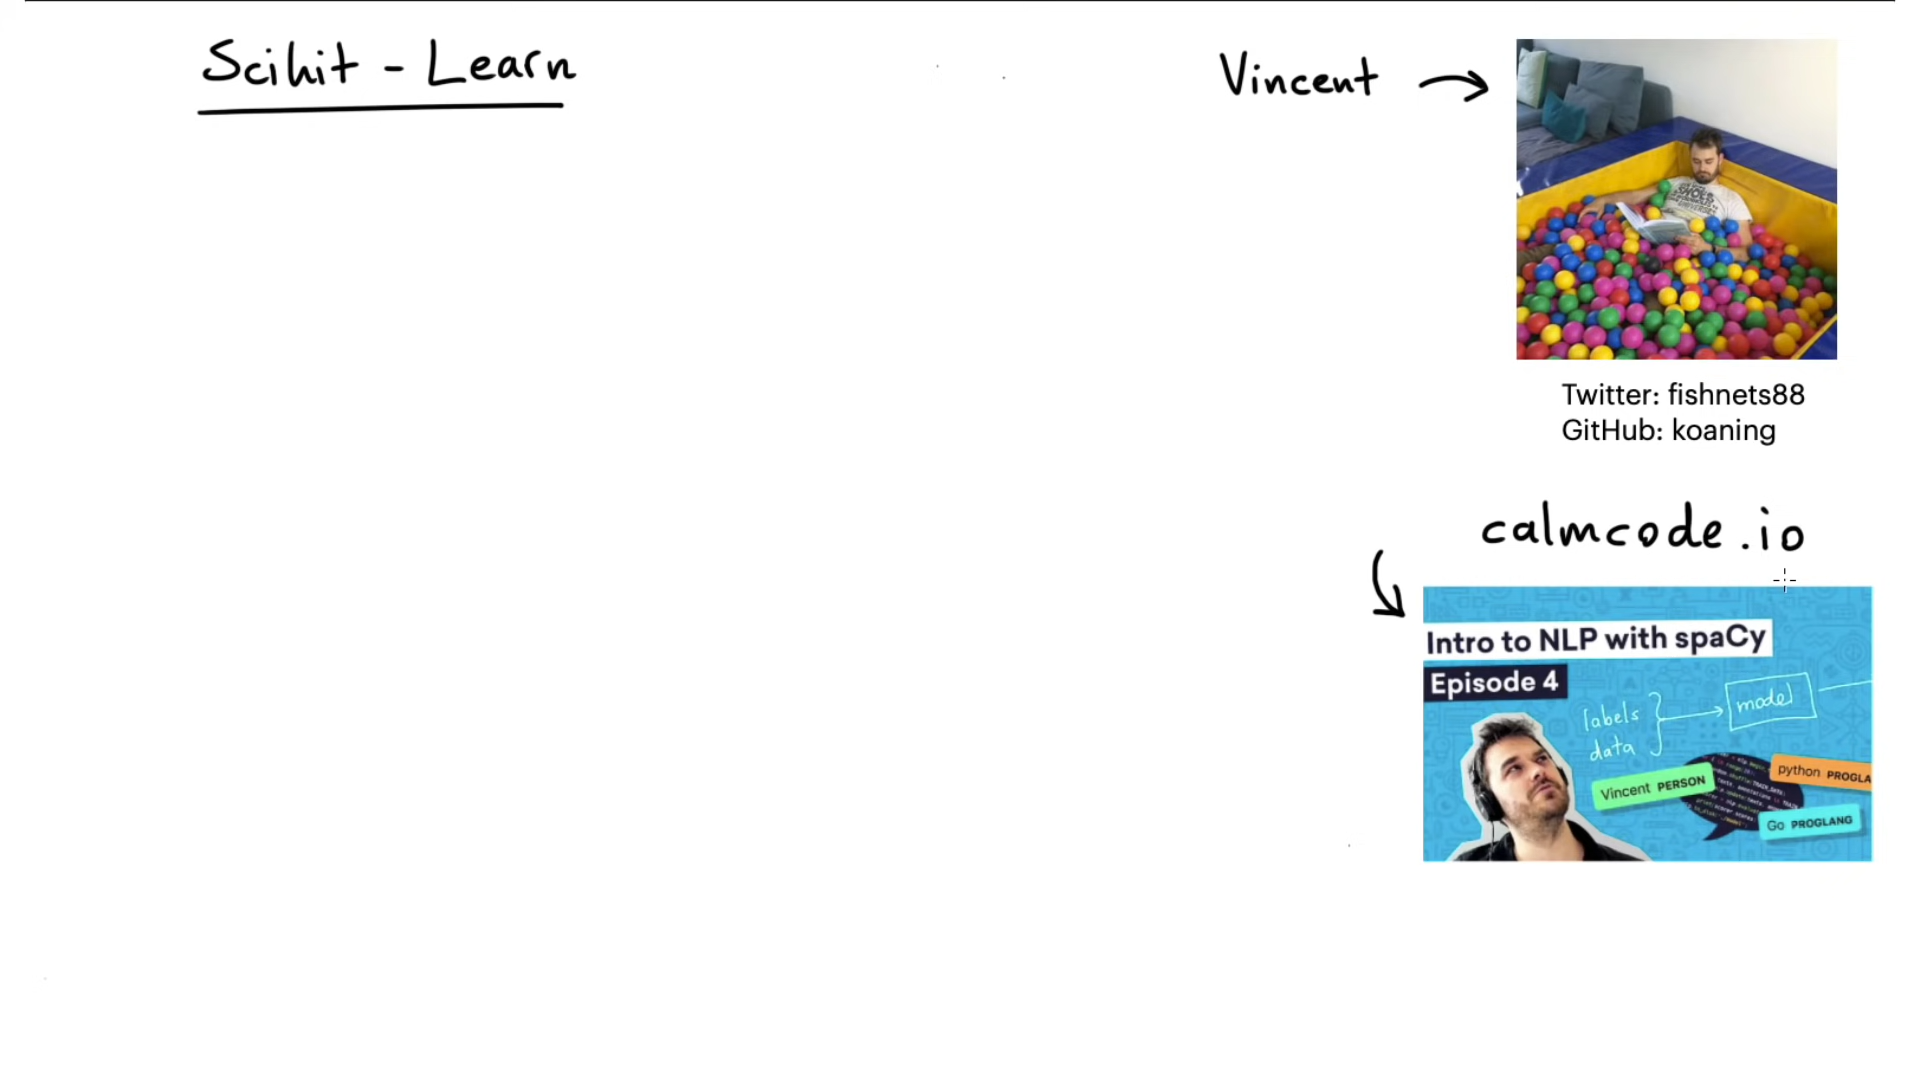 Scikit - Learn
Vincent
Twitter: fishnets88
GitHub: koaning
calmcode.io
Intro to NLP with spaCy
Episode 4
labels
data
model
Vincent PERSON
python PROGLA
Go PROGLANG